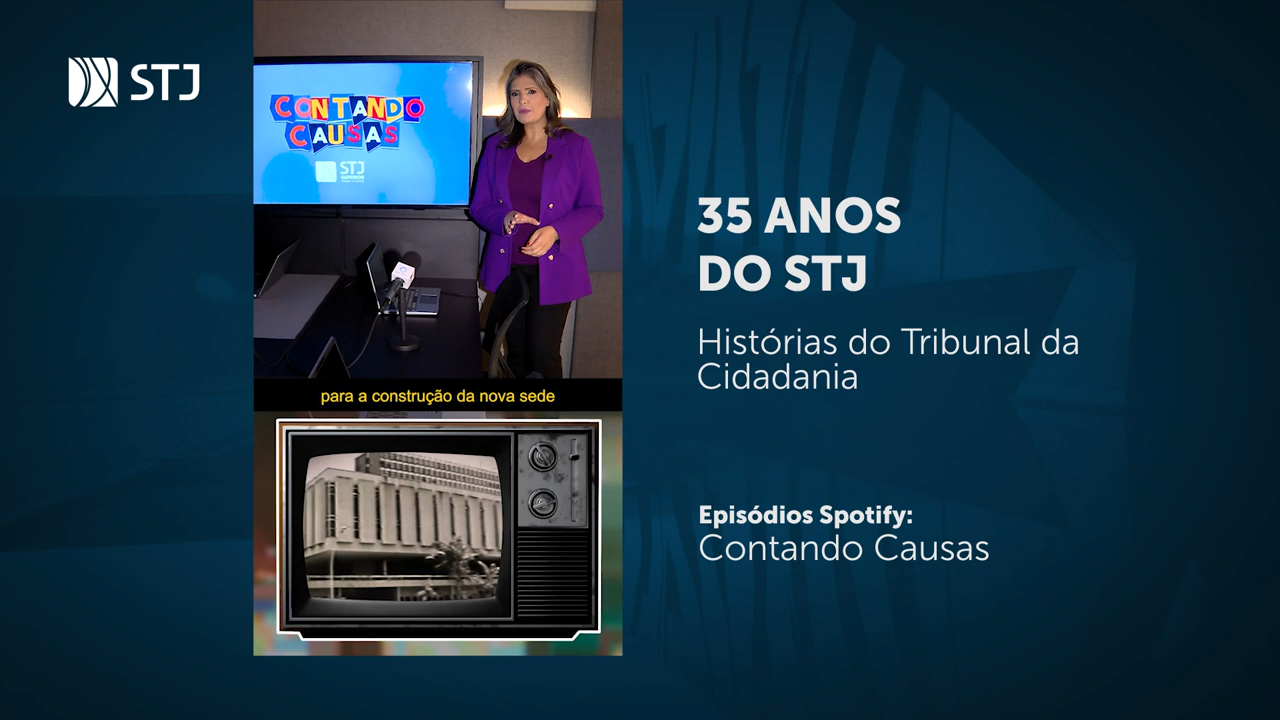 STJ
CONTANDO
CAUSAS
STJ
SUPERIOR
para a construção da nova sede
35 ANOS
DO STJ
Histórias do Tribunal da
Cidadania
Episódios Spotify:
Contando Causas